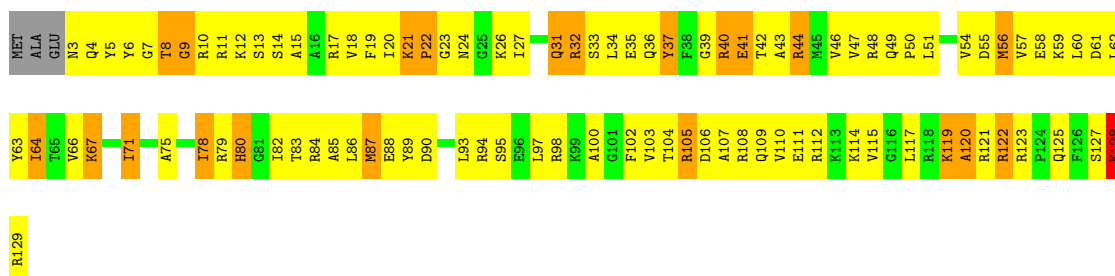 MET ALA GLU N3 Q4 Y5 Y6 G7 T8 G9 R10 R11 K12 S13 S14 A15 A16 R17 V18 F19 I20 K21 P22 G23 N24 G25 K26 I27 Q31 R32 S33 L34 E35 Q36 Y37 F38 G39 R40 E41 T42 A43 R44 M45 V46 V47 R48 Q49 P50 L51 V54 D55 M56 V57 E58 K59 L60 D61
Y63 I64 T65 V66 K67 I71 A75 I78 R79 H80 G81 I82 T83 R84 A85 L86 M87 E88 Y89 D90 L93 R94 S95 E96 L97 R98 K99 A100 G101 F102 V103 T104 R105 D106 A107 R108 Q109 V110 E111 R112 K113 K114 V115 G116 L117 R118 K119 A120 R121 R122 R123 P124 Q125 F126 S127 K128
R129